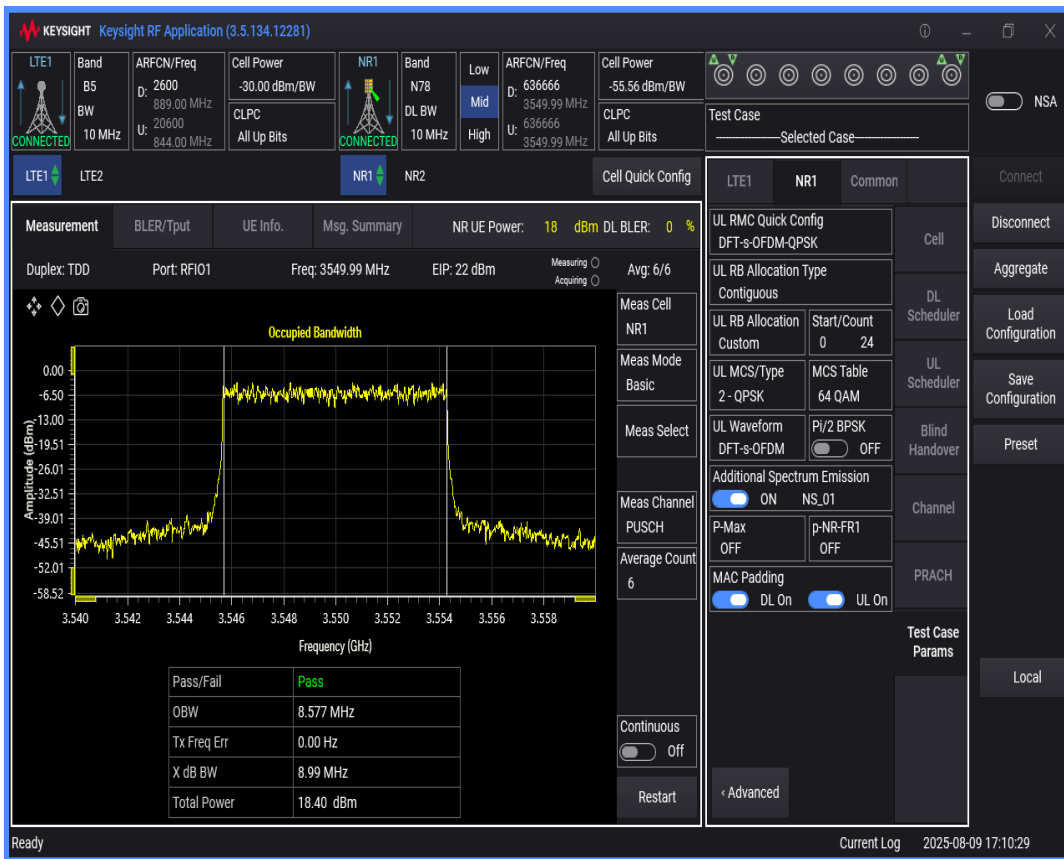 KEYSIGHT Keysight RF Application (3.5.134.12281)
LTE1 Band ARFCN/Freq Cell Power NR1 Band Low ARFCN/Freq Cell Power
B5 D: 2600 -30.00 dBm/BW N78 D: 636666 -55.56 dBm/BW
BW 889.00 MHz CLPC DL BW Mid 3549.99 MHz CLPC Test Case NSA
10 MHz U: 20600 All Up Bits 10 MHz High U: 636666 All Up Bits
CONNECTED 844.00 MHz CONNECTED 3549.99 MHz Selected Case
LTE1 LTE2 NR1 NR2 Cell Quick Config LTE1 NR1 Common Connect
Measurement BLER/Tput UE Info. Msg. Summary NR UE Power: 18 dBm DL BLER: 0 %
Duplex: TDD Port: RFIO1 Freq: 3549.99 MHz EIP: 22 dBm Measuring Avg: 6/6
Acquiring
Occupied Bandwidth
Amplitude (dBm)
0.00
-6.50
-13.00
-19.51
-26.01
-32.51
-39.01
-45.51
-52.01
-58.52
3.540 3.542 3.544 3.546 3.548 3.550 3.552 3.554 3.556 3.558
Frequency (GHz)
Pass/Fail Pass
OBW 8.577 MHz
Tx Freq Err 0.00 Hz
X dB BW 8.99 MHz
Total Power 18.40 dBm
Meas Cell
NR1
Meas Mode
Basic
Meas Select
Meas Channel
PUSCH
Average Count
6
Continuous
Off
Restart
UL RMC Quick Config
DFT-s-OFDM-QPSK
UL RB Allocation Type
Contiguous
UL RB Allocation Start/Count
Custom 0 24
UL MCS/Type MCS Table
2 - QPSK 64 QAM
UL Waveform Pi/2 BPSK
DFT-s-OFDM OFF
Additional Spectrum Emission
ON NS_01
P-Max p-NR-FR1
OFF OFF
MAC Padding
DL On UL On
‹ Advanced
Cell
DL
Scheduler
UL
Scheduler
Blind
Handover
Channel
PRACH
Test Case
Params
Disconnect
Aggregate
Load
Configuration
Save
Configuration
Preset
Local
Ready Current Log 2025-08-09 17:10:29